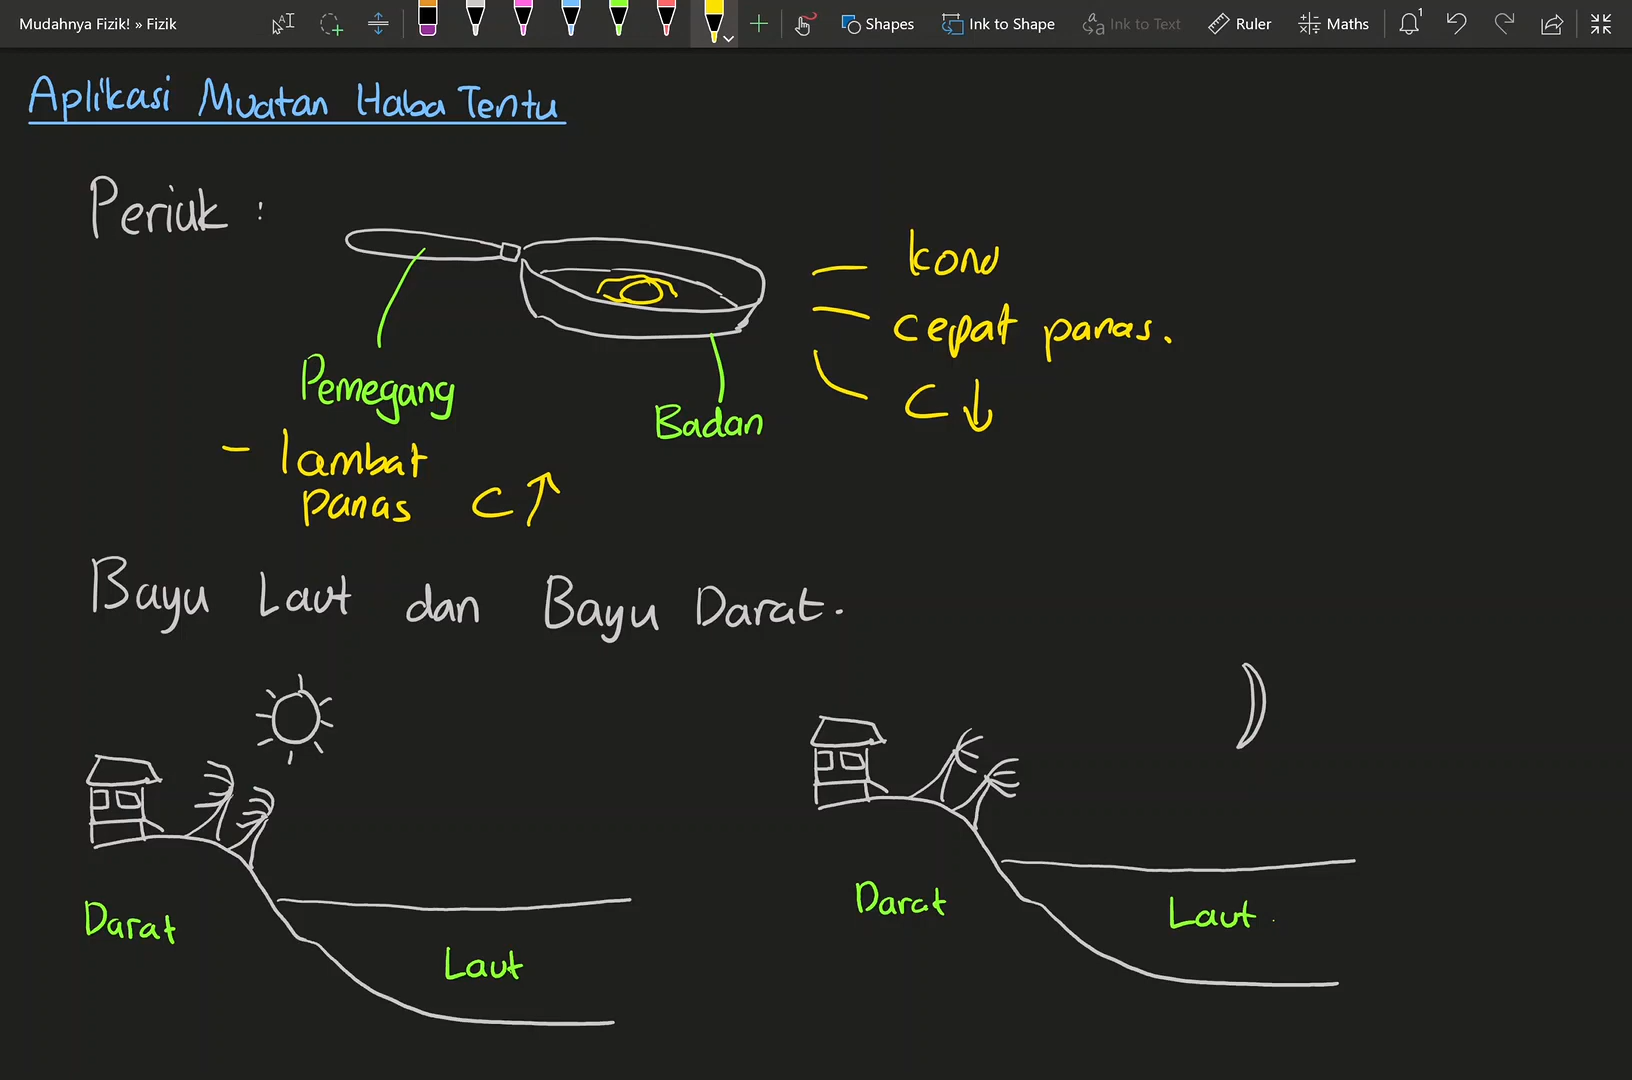 Mudahnya Fizik! » Fizik
Shapes
Ink to Shape
Ink to Text
Ruler
Maths
1
Aplikasi Muatan Haba Tentu
Periuk :
Pemegang
- lambat
panas C ↑
Badan
cepat panas.
C ↓
Bayu Laut dan Bayu Darat.
Darat
Laut
Darat
Laut